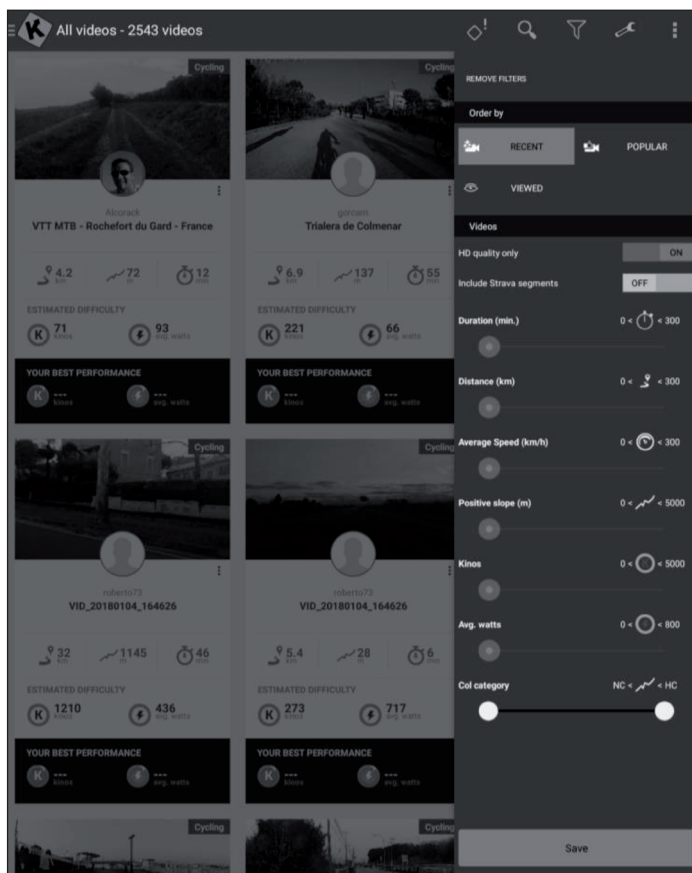 K All videos - 2543 videos
!
Cycling
Alcorack
VTT MTB - Rochefort du Gard - France
4.2 km 72 m 12 min
ESTIMATED DIFFICULTY
K 71 kinos 93 avg. watts
YOUR BEST PERFORMANCE
K --- kinos --- avg. watts
Cycling
gorcam
Trialera de Colmenar
6.9 km 137 m 55 min
ESTIMATED DIFFICULTY
K 221 kinos 66 avg. watts
YOUR BEST PERFORMANCE
K --- kinos --- avg. watts
Cycling
roberto73
VID_20180104_164626
32 km 1145 m 46 min
ESTIMATED DIFFICULTY
K 1210 kinos 436 avg. watts
YOUR BEST PERFORMANCE
K --- kinos --- avg. watts
Cycling
roberto73
VID_20180104_164626
5.4 km 28 m 6 min
ESTIMATED DIFFICULTY
K 273 kinos 717 avg. watts
YOUR BEST PERFORMANCE
K --- kinos --- avg. watts
Cycling
Cycling
REMOVE FILTERS
Order by
RECENT POPULAR
VIEWED
Videos
HD quality only ON
Include Strava segments OFF
Duration (min.) 0 < < 300
Distance (km) 0 < < 300
Average Speed (km/h) 0 < < 300
Positive slope (m) 0 < < 5000
Kinos 0 < < 5000
Avg. watts 0 < < 800
Col category NC < < HC
Save